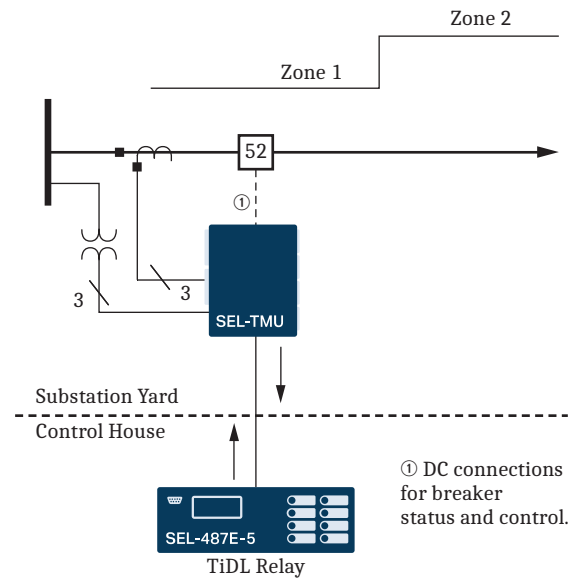 Zone 2
Zone 1
52
①
3
3
SEL-TMU
Substation Yard
Control House
① DC connections
for breaker
status and control.
SEL-487E-5
TiDL Relay